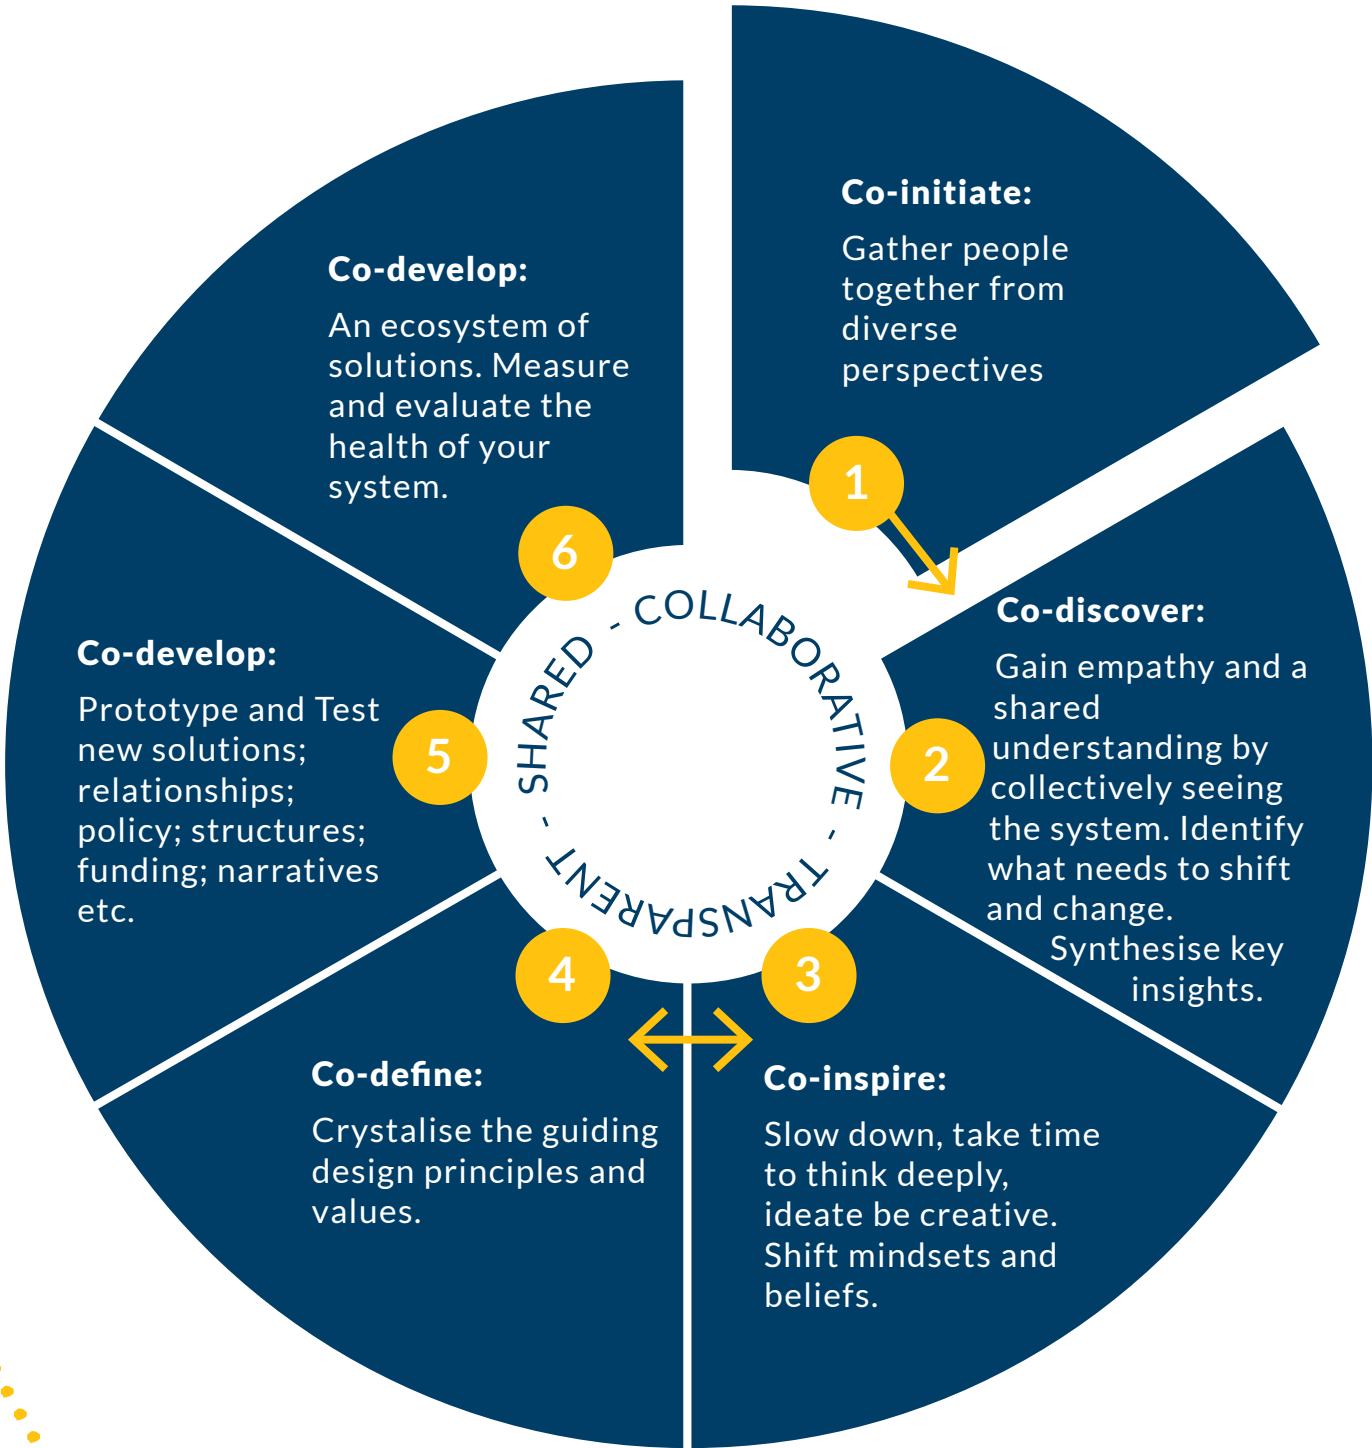 Co-initiate:
Gather people
together from
diverse
perspectives
1
Co-discover:
Gain empathy and a
shared
understanding by
collectively seeing
the system. Identify
what needs to shift
and change.
Synthesise key
insights.
2
Co-inspire:
Slow down, take time
to think deeply,
ideate be creative.
Shift mindsets and
beliefs.
3
Co-define:
Crystalise the guiding
design principles and
values.
4
Co-develop:
Prototype and Test
new solutions;
relationships;
policy; structures;
funding; narratives
etc.
5
Co-develop:
An ecosystem of
solutions. Measure
and evaluate the
health of your
system.
6
SHARED - COLLABORATIVE - TRANSPARENT -